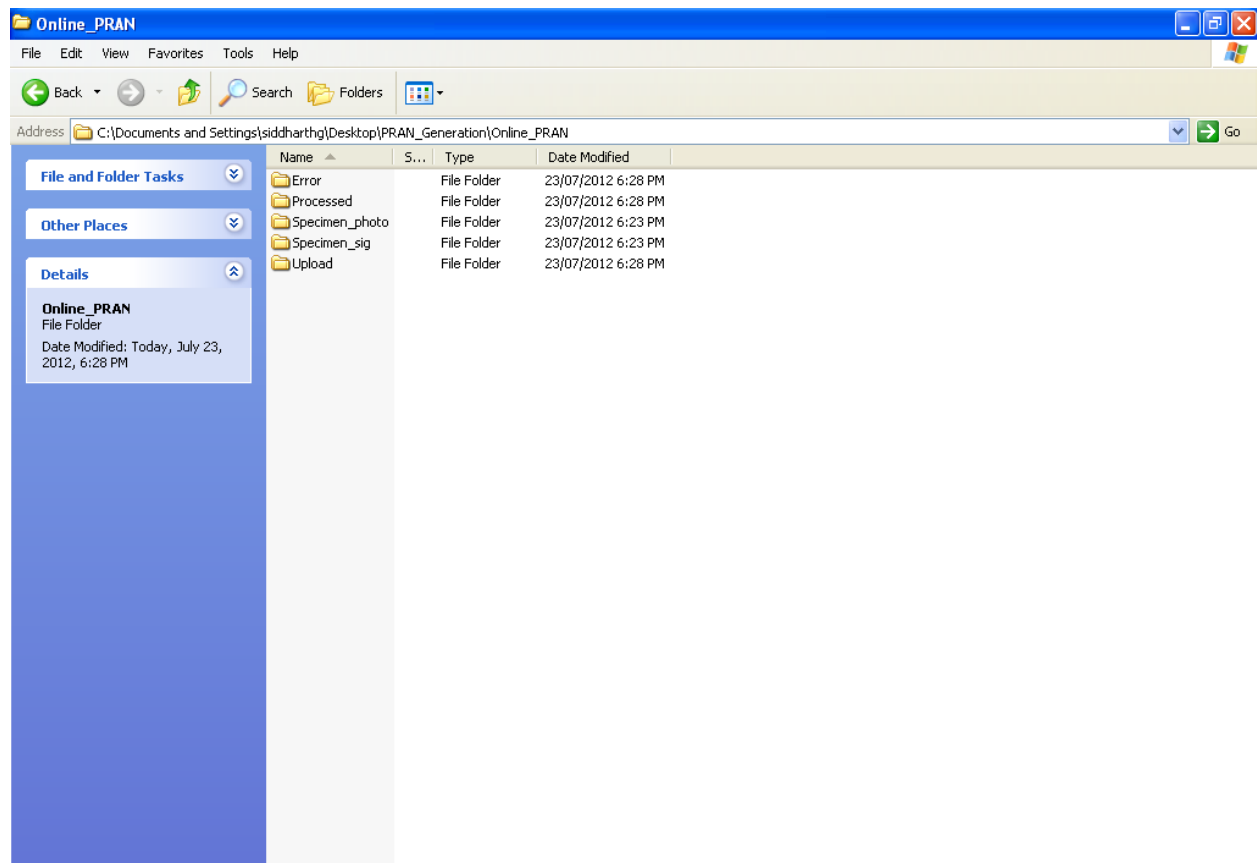 Online_PRAN
File Edit View Favorites Tools Help
Back Search Folders
Address C:\Documents and Settings\siddharthg\Desktop\PRAN_Generation\Online_PRAN Go
File and Folder Tasks
Other Places
Details
Online_PRAN
File Folder
Date Modified: Today, July 23,
2012, 6:28 PM
Name S... Type Date Modified
Error File Folder 23/07/2012 6:28 PM
Processed File Folder 23/07/2012 6:28 PM
Specimen_photo File Folder 23/07/2012 6:23 PM
Specimen_sig File Folder 23/07/2012 6:23 PM
Upload File Folder 23/07/2012 6:28 PM